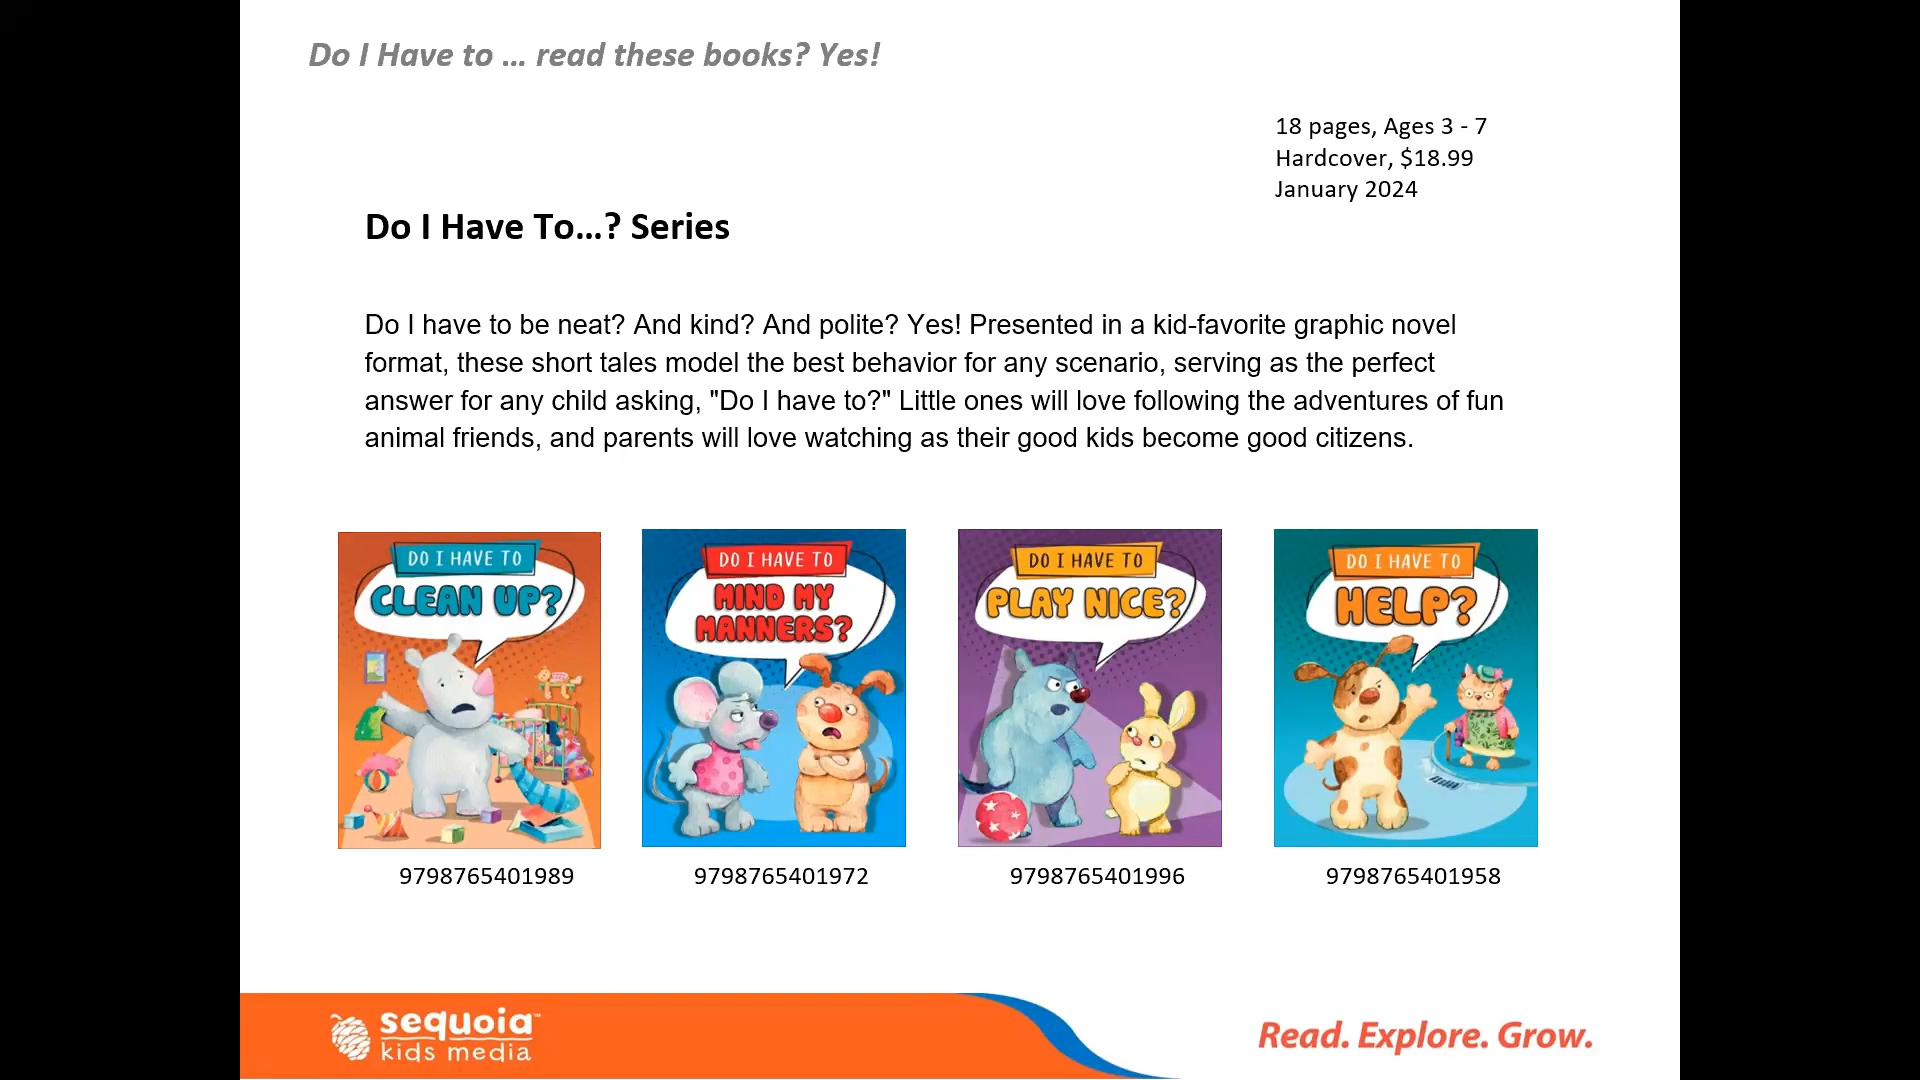 Do I Have to … read these books? Yes!
18 pages, Ages 3 - 7
Hardcover, $18.99
January 2024
Do I Have To…? Series
Do I have to be neat? And kind? And polite? Yes! Presented in a kid-favorite graphic novel
format, these short tales model the best behavior for any scenario, serving as the perfect
answer for any child asking, "Do I have to?" Little ones will love following the adventures of fun
animal friends, and parents will love watching as their good kids become good citizens.
DO I HAVE TO
CLEAN UP?
DO I HAVE TO
MIND MY
MANNERS?
DO I HAVE TO
PLAY NICE?
DO I HAVE TO
HELP?
9798765401989
9798765401972
9798765401996
9798765401958
sequoia™
kids media
Read. Explore. Grow.